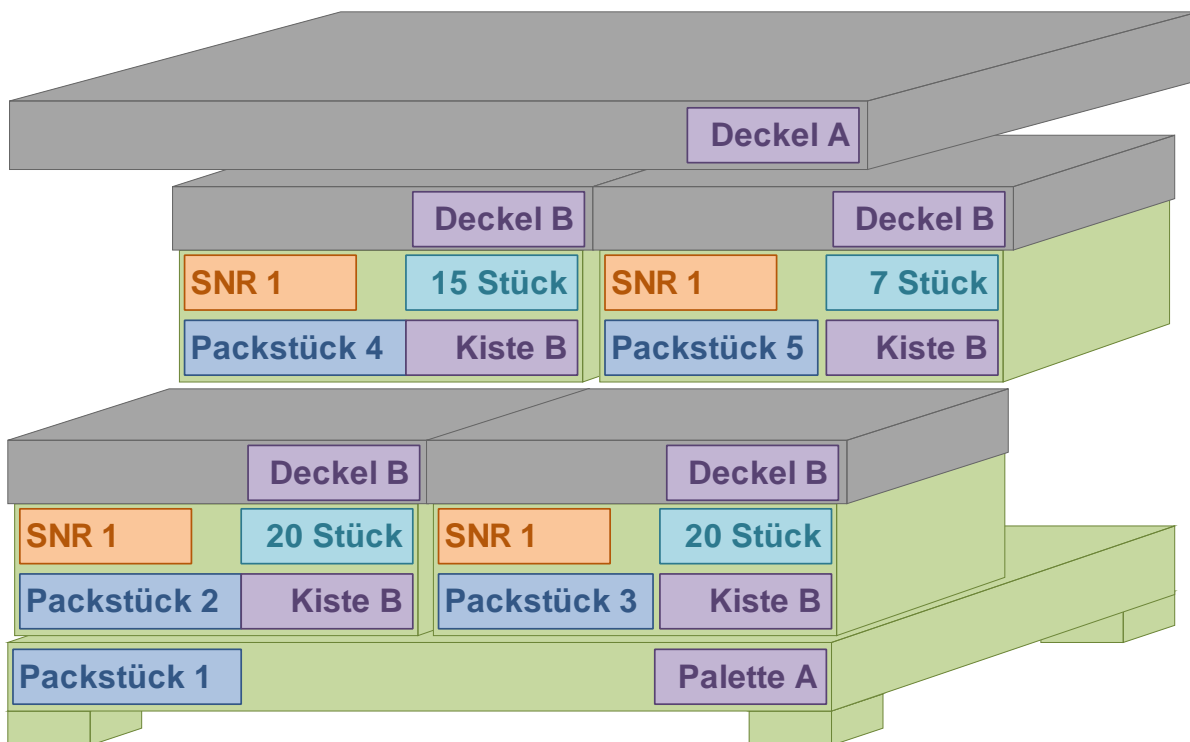 Deckel A
Deckel B Deckel B
SNR 1 15 Stück SNR 1 7 Stück
Packstück 4 Kiste B Packstück 5 Kiste B
Deckel B Deckel B
SNR 1 20 Stück SNR 1 20 Stück
Packstück 2 Kiste B Packstück 3 Kiste B
Packstück 1 Palette A